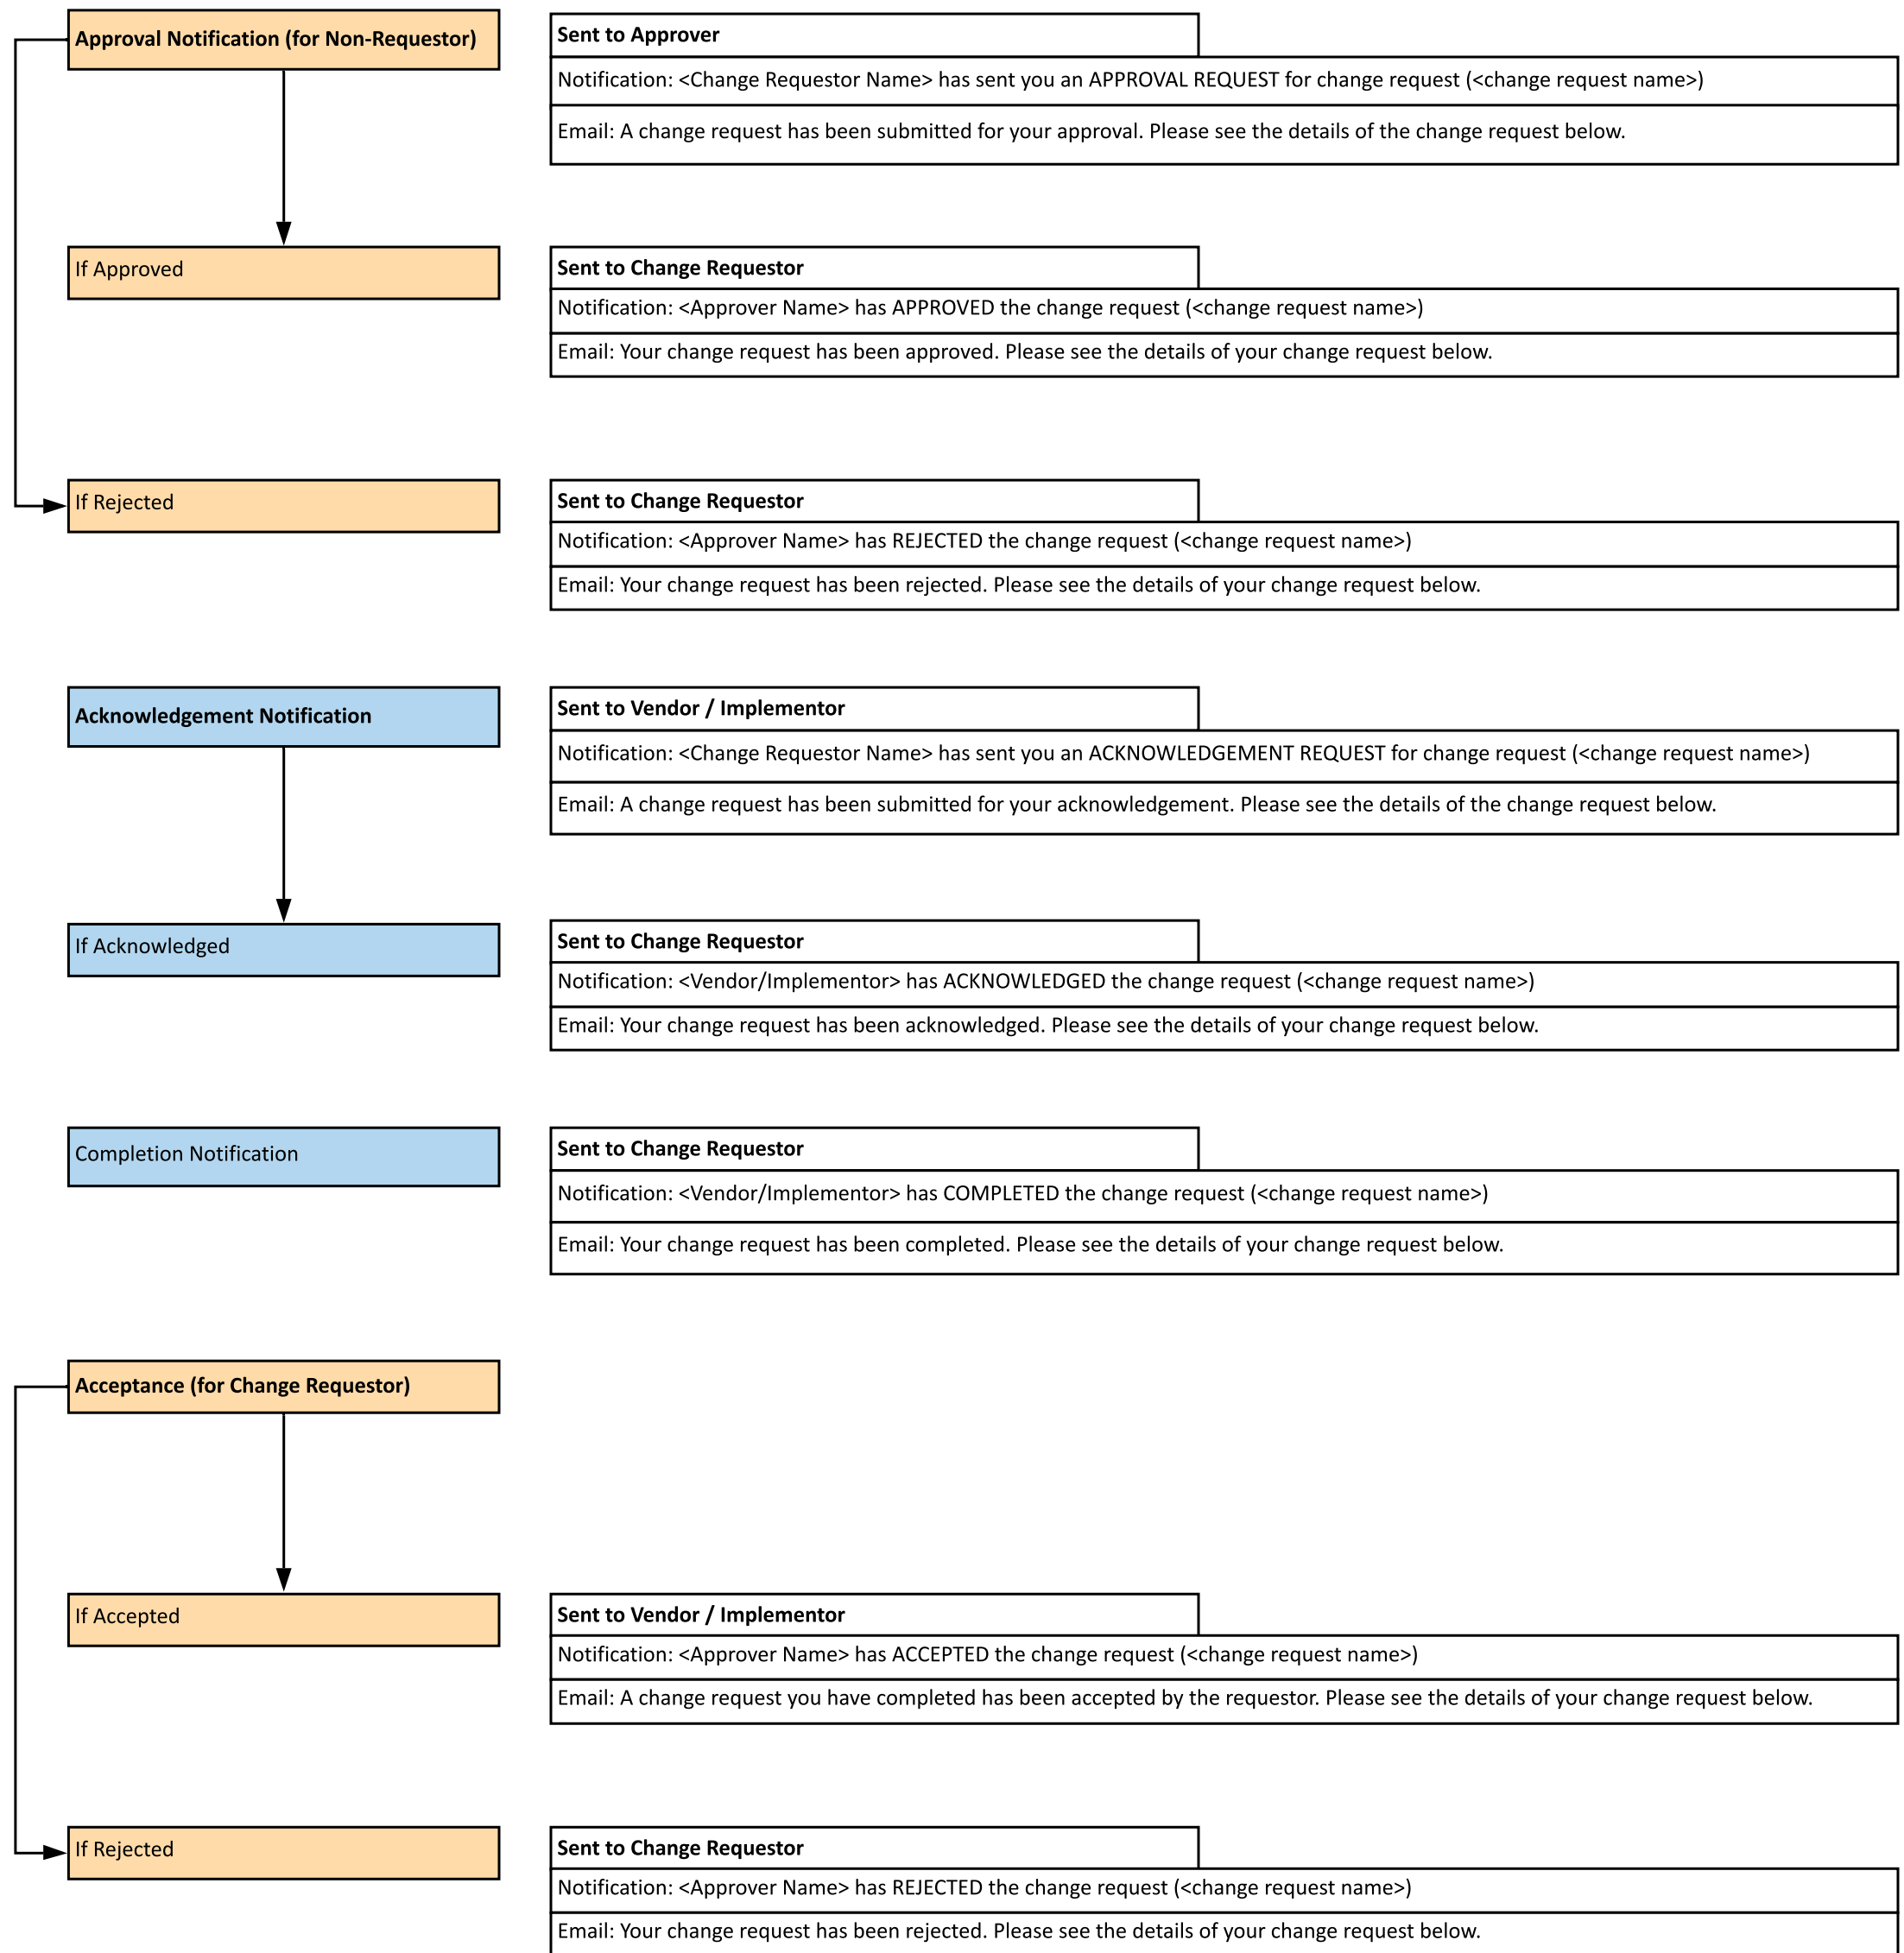 Approval Notification (for Non-Requestor)
Sent to Approver
Notification: <Change Requestor Name> has sent you an APPROVAL REQUEST for change request (<change request name>)
Email: A change request has been submitted for your approval. Please see the details of the change request below.
If Approved
Sent to Change Requestor
Notification: <Approver Name> has APPROVED the change request (<change request name>)
Email: Your change request has been approved. Please see the details of your change request below.
If Rejected
Sent to Change Requestor
Notification: <Approver Name> has REJECTED the change request (<change request name>)
Email: Your change request has been rejected. Please see the details of your change request below.
Acknowledgement Notification
Sent to Vendor / Implementor
Notification: <Change Requestor Name> has sent you an ACKNOWLEDGEMENT REQUEST for change request (<change request name>)
Email: A change request has been submitted for your acknowledgement. Please see the details of the change request below.
If Acknowledged
Sent to Change Requestor
Notification: <Vendor/Implementor> has ACKNOWLEDGED the change request (<change request name>)
Email: Your change request has been acknowledged. Please see the details of your change request below.
Completion Notification
Sent to Change Requestor
Notification: <Vendor/Implementor> has COMPLETED the change request (<change request name>)
Email: Your change request has been completed. Please see the details of your change request below.
Acceptance (for Change Requestor)
If Accepted
Sent to Vendor / Implementor
Notification: <Approver Name> has ACCEPTED the change request (<change request name>)
Email: A change request you have completed has been accepted by the requestor. Please see the details of your change request below.
If Rejected
Sent to Change Requestor
Notification: <Approver Name> has REJECTED the change request (<change request name>)
Email: Your change request has been rejected. Please see the details of your change request below.